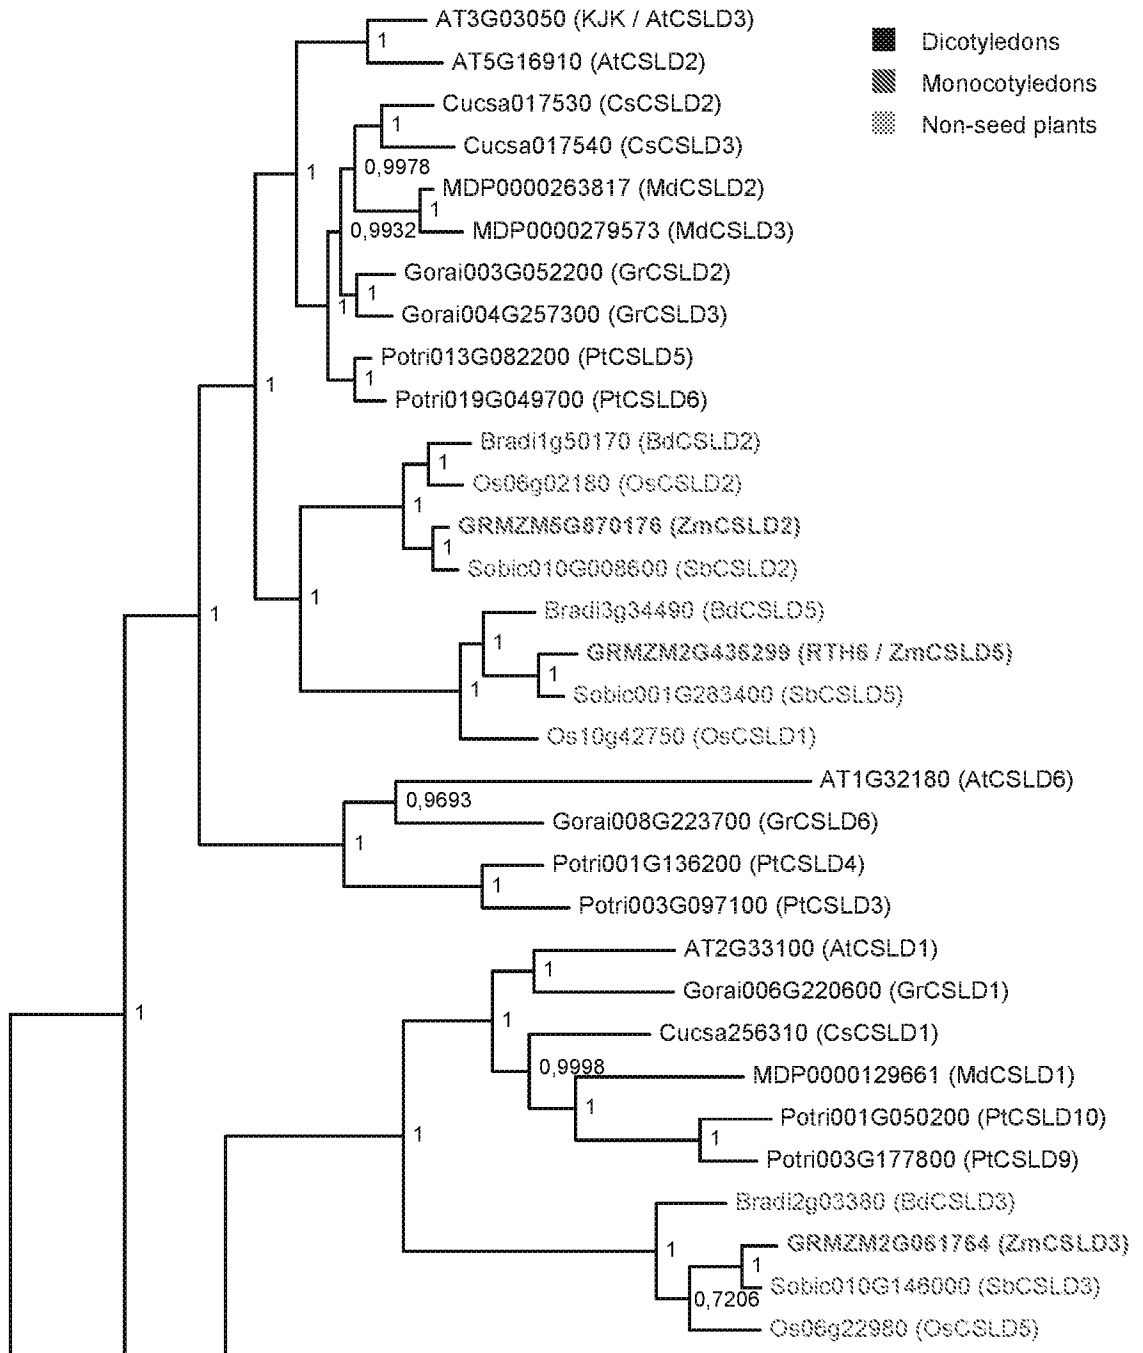 AT3G03050 (KJK / AtCSLD3)
AT5G16910 (AtCSLD2)
Cucsa017530 (CsCSLD2)
Cucsa017540 (CsCSLD3)
MDP0000263817 (MdCSLD2)
MDP0000279573 (MdCSLD3)
Gorai003G052200 (GrCSLD2)
Gorai004G257300 (GrCSLD3)
Potri013G082200 (PtCSLD5)
Potri019G049700 (PtCSLD6)
Bradi1g50170 (BdCSLD2)
Os06g02180 (OsCSLD2)
GRMZM5G870176 (ZmCSLD2)
Sobic010G008600 (SbCSLD2)
Bradi3g34490 (BdCSLD5)
GRMZM2G436299 (RTH6 / ZmCSLD5)
Sobic001G283400 (SbCSLD5)
Os10g42750 (OsCSLD1)
AT1G32180 (AtCSLD6)
Gorai008G223700 (GrCSLD6)
Potri001G136200 (PtCSLD4)
Potri003G097100 (PtCSLD3)
AT2G33100 (AtCSLD1)
Gorai006G220600 (GrCSLD1)
Cucsa256310 (CsCSLD1)
MDP0000129661 (MdCSLD1)
Potri001G050200 (PtCSLD10)
Potri003G177800 (PtCSLD9)
Bradi2g03380 (BdCSLD3)
GRMZM2G061764 (ZmCSLD3)
Sobic010G146000 (SbCSLD3)
Os06g22980 (OsCSLD5)
Dicotyledons
Monocotyledons
Non-seed plants
1
1
0,9978
1
1
0,9932
1
1
1
1
1
1
1
1
1
1
1
1
1
0,9693
1
1
1
1
1
0,9998
1
1
1
1
1
0,7206